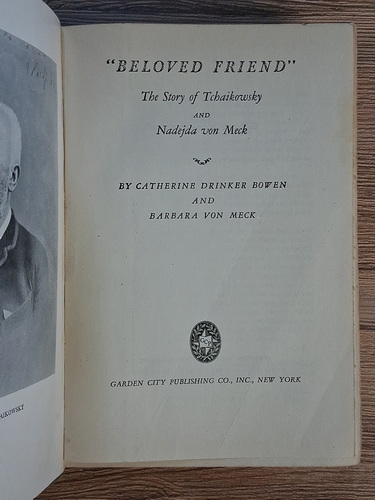 "BELOVED FRIEND"
The Story of Tchaikowsky
AND
Nadejda von Meck
BY CATHERINE DRINKER BOWEN
AND
BARBARA VON MECK
GARDEN CITY PUBLISHING CO., INC., NEW YORK
AIKOWSKY